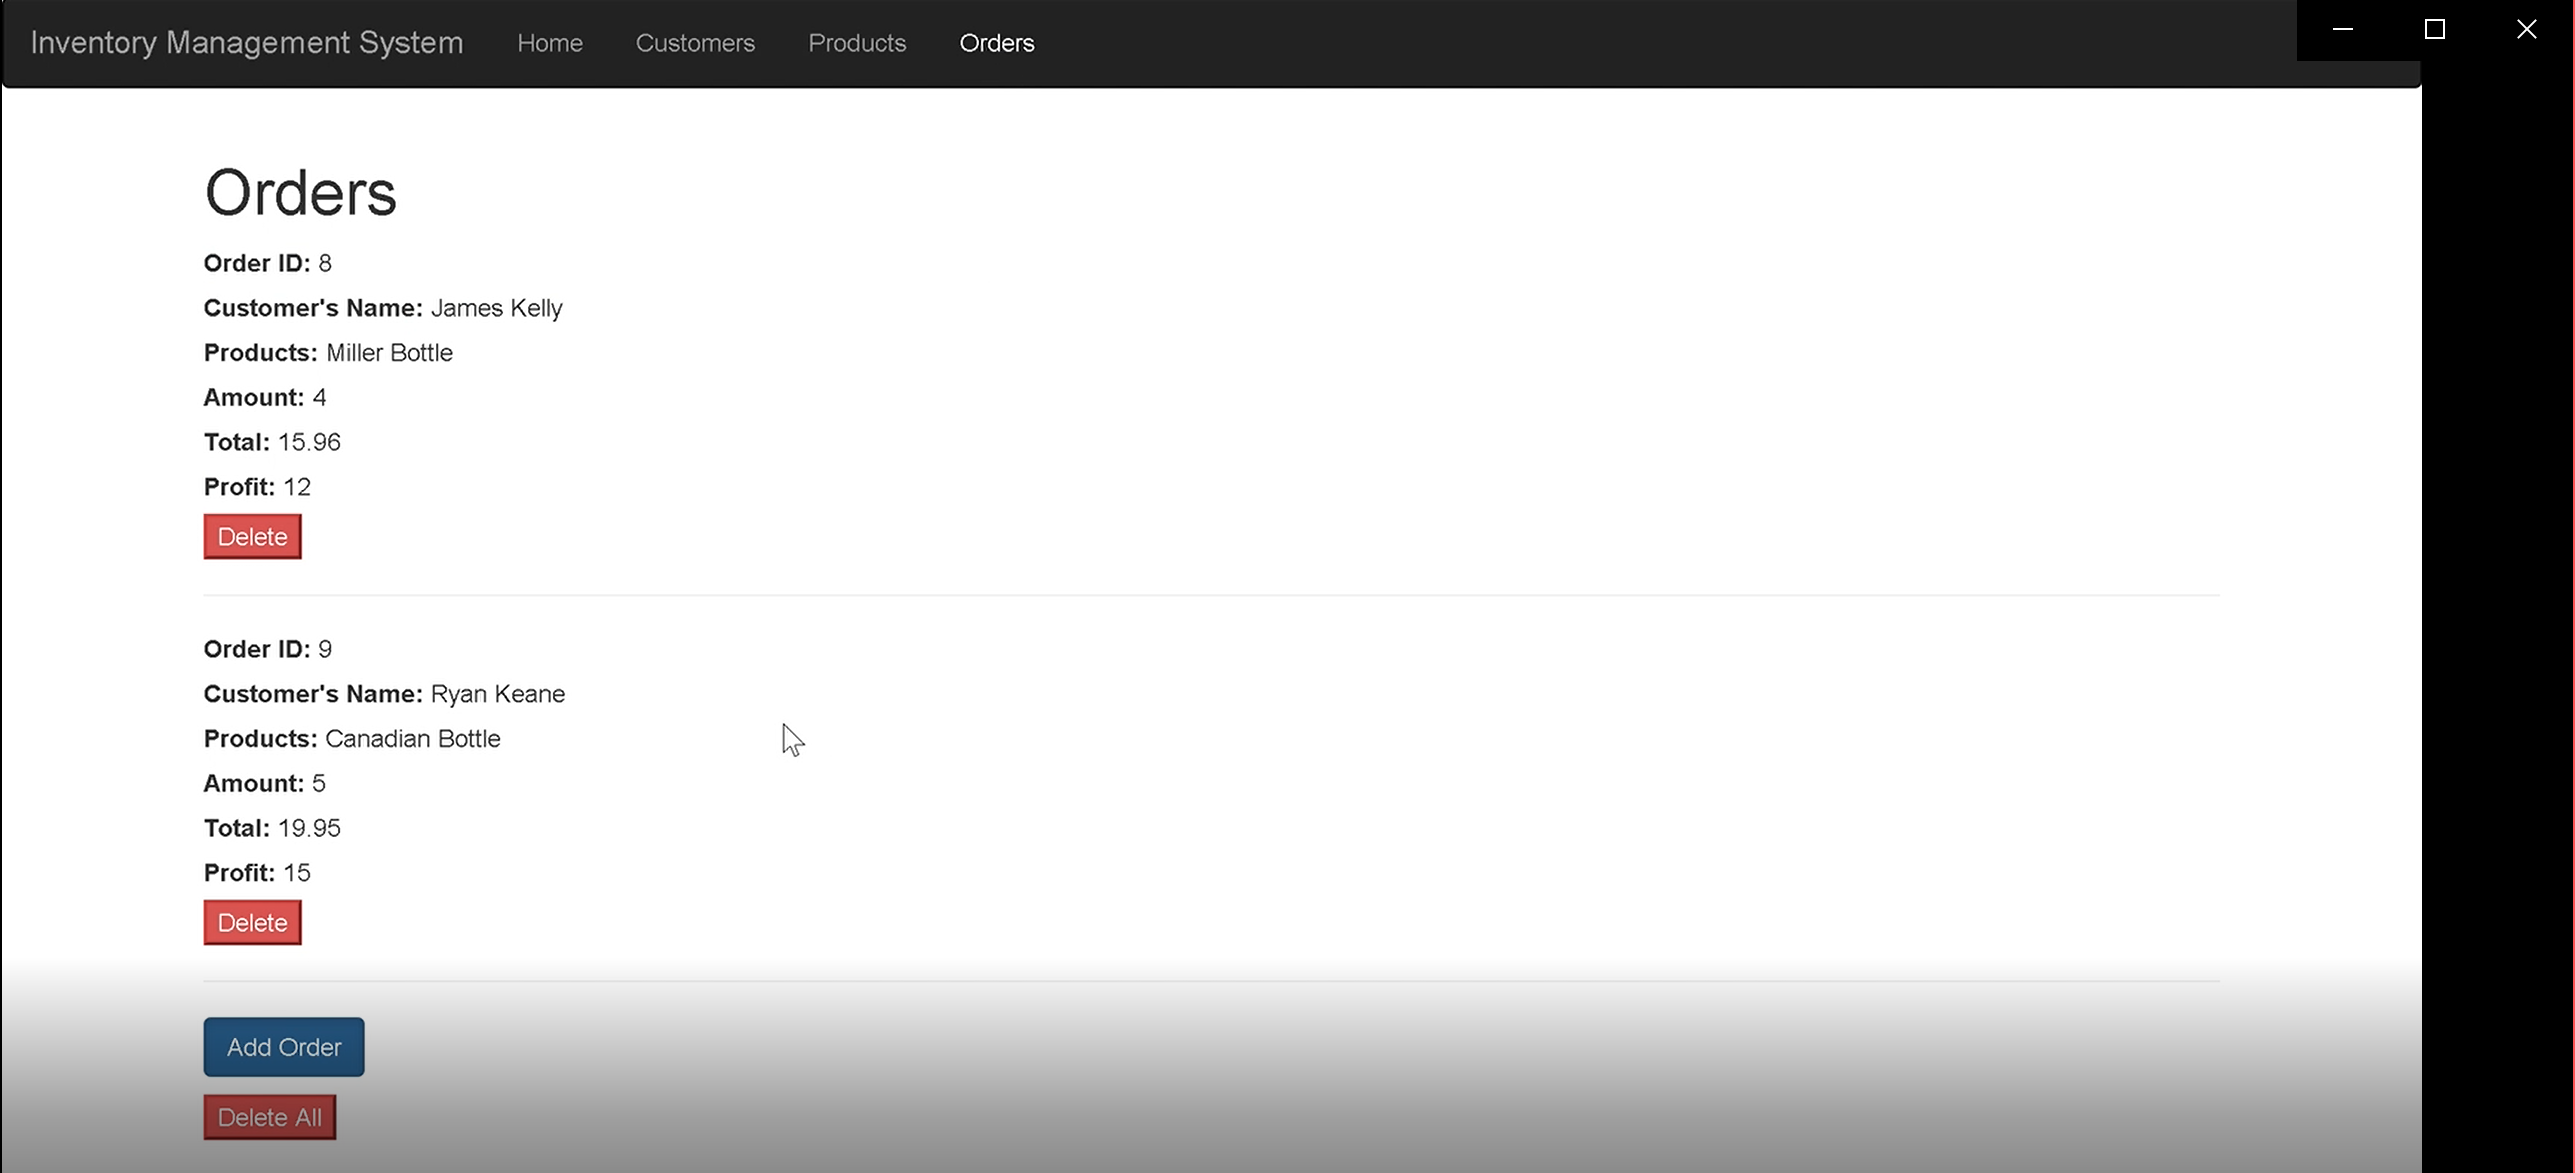 Inventory Management System Home Customers Products Orders
Orders
Order ID: 8
Customer's Name: James Kelly
Products: Miller Bottle
Amount: 4
Total: 15.96
Profit: 12
Delete
Order ID: 9
Customer's Name: Ryan Keane
Products: Canadian Bottle
Amount: 5
Total: 19.95
Profit: 15
Delete
Add Order
Delete All